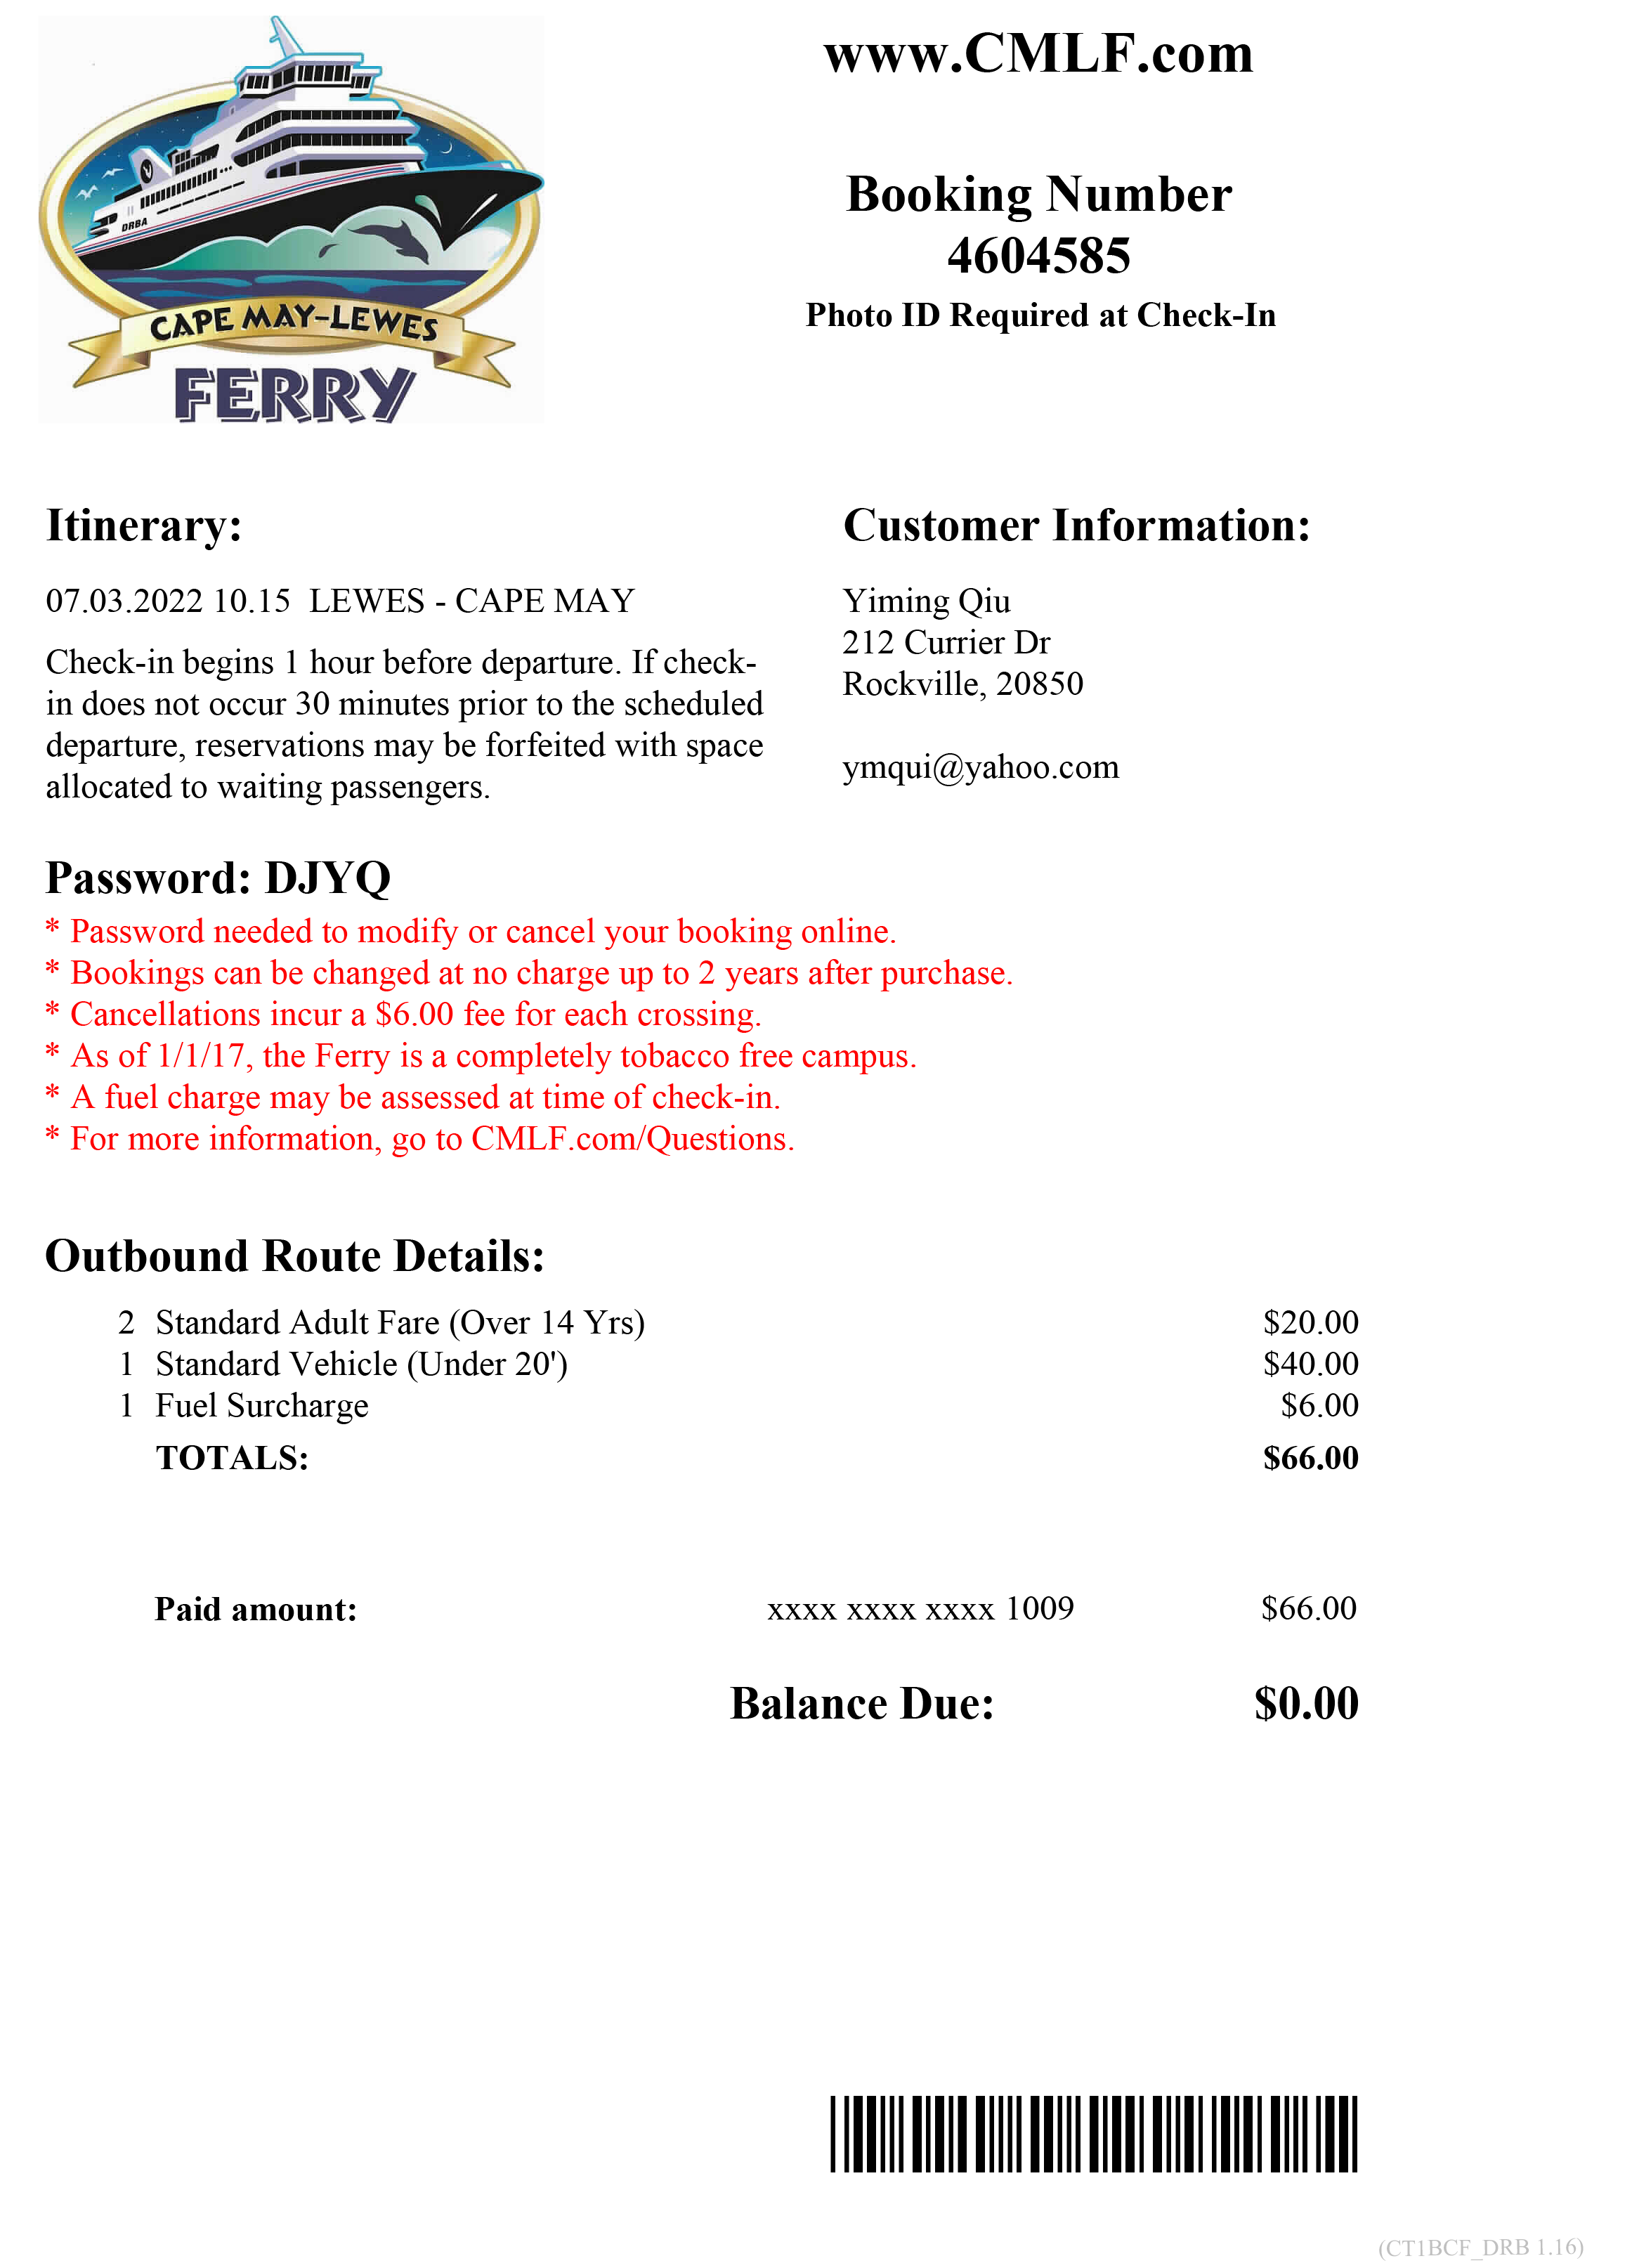 www.CMLF.com
Booking Number
4604585
Photo ID Required at Check-In
ORBA
CAPE MAY-LEWES
FERRY
Itinerary:
07.03.2022 10.15 LEWES - CAPE MAY
Check-in begins 1 hour before departure. If check-
in does not occur 30 minutes prior to the scheduled
departure, reservations may be forfeited with space
allocated to waiting passengers.
Customer Information:
Yiming Qiu
212 Currier Dr
Rockville, 20850
ymqui@yahoo.com
Password: DJYQ
* Password needed to modify or cancel your booking online.
* Bookings can be changed at no charge up to 2 years after purchase.
* Cancellations incur a $6.00 fee for each crossing.
* As of 1/1/17, the Ferry is a completely tobacco free campus.
* A fuel charge may be assessed at time of check-in.
* For more information, go to CMLF.com/Questions.
Outbound Route Details:
2 Standard Adult Fare (Over 14 Yrs) $20.00
1 Standard Vehicle (Under 20') $40.00
1 Fuel Surcharge $6.00
TOTALS: $66.00
Paid amount: xxxx xxxx xxxx 1009 $66.00
Balance Due: $0.00
(CT1BCF_DRB 1.16)